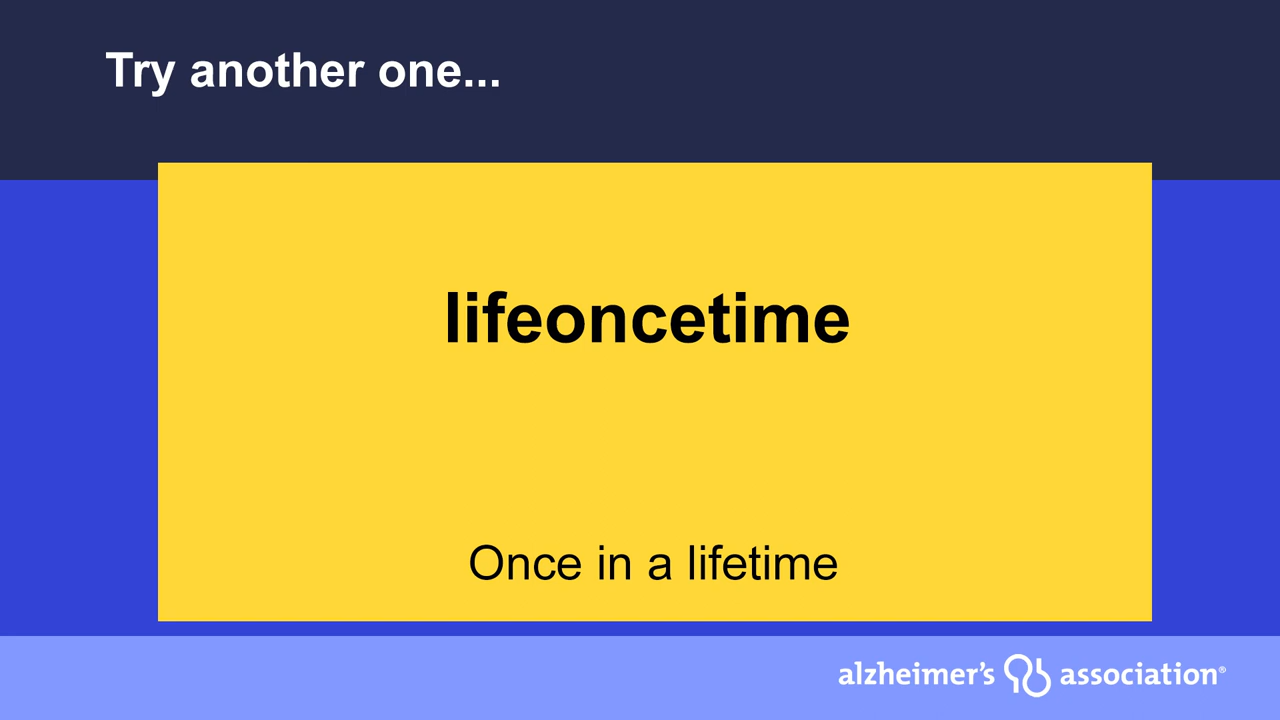 Try another one...
lifeoncetime
Once in a lifetime
alzheimer's association®